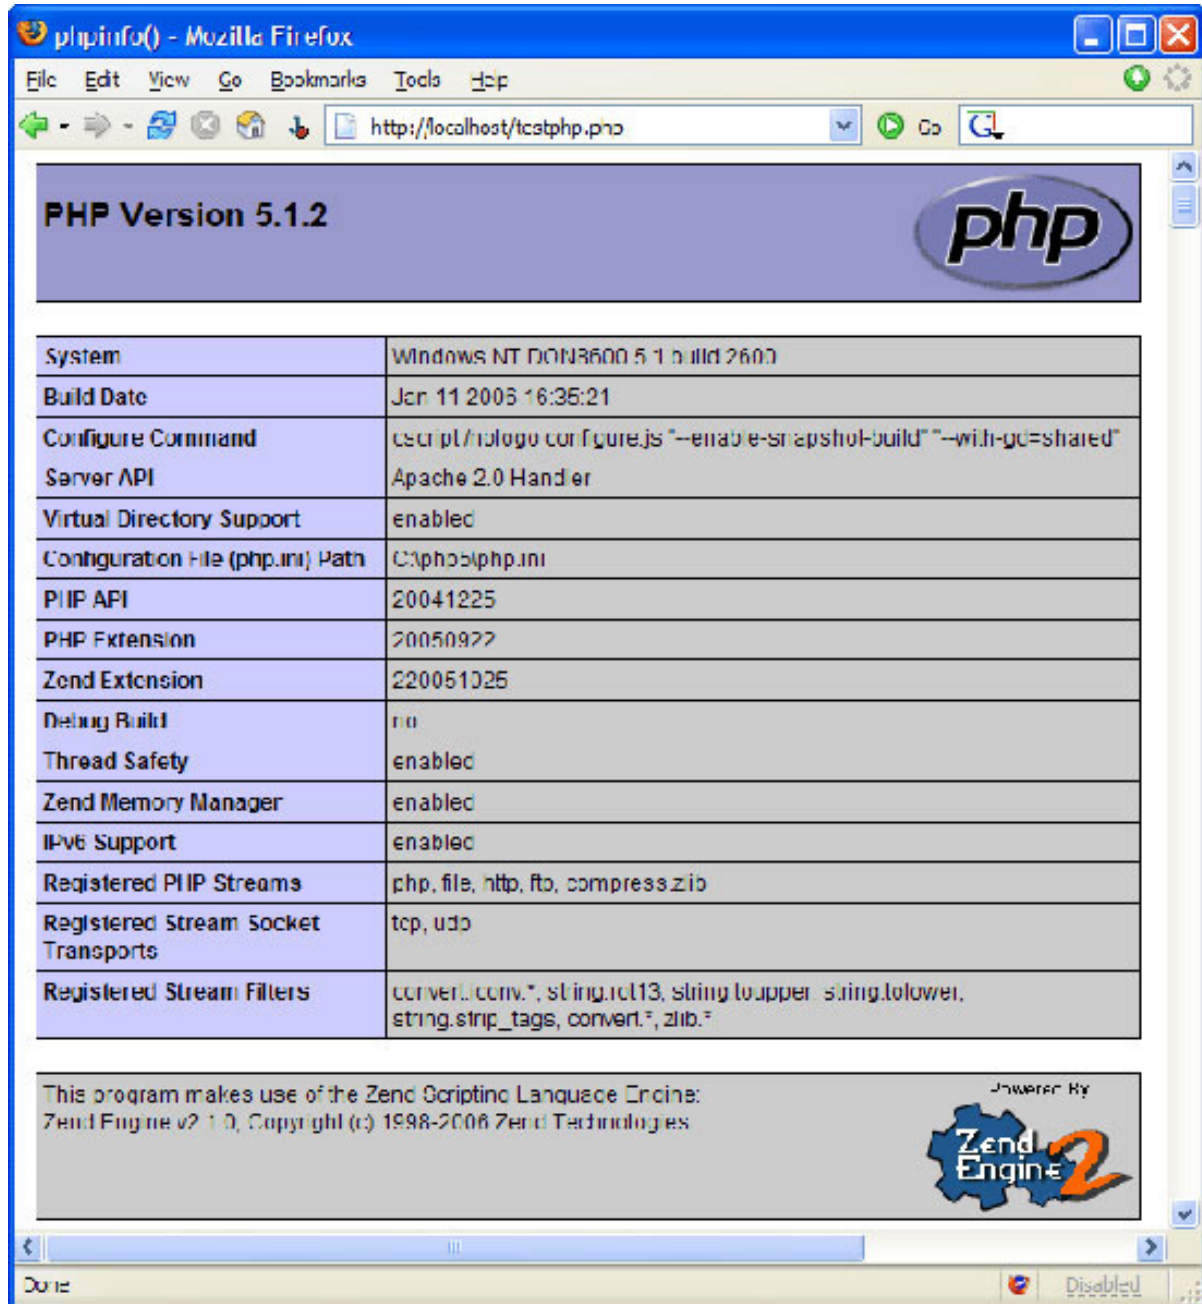 phpinfo() - Mozilla Firefox
File Edit View Go Bookmarks Tools Help
http://localhost/testphp.php Go G
PHP Version 5.1.2
php
System Windows NT DON8600 5.1 build 2600
Build Date Jan 11 2006 16:35:21
Configure Command cscript /nologo configure.js "--enable-snapshot-build" "--with-gd=shared"
Server API Apache 2.0 Handler
Virtual Directory Support enabled
Configuration File (php.ini) Path C:\php5\php.ini
PHP API 20041225
PHP Extension 20050922
Zend Extension 220051025
Debug Build no
Thread Safety enabled
Zend Memory Manager enabled
IPv6 Support enabled
Registered PHP Streams php, file, http, ftp, compress.zlib
Registered Stream Socket tcp, udp
Transports
Registered Stream Filters convert.iconv.*, string.rot13, string.toupper, string.tolower,
string.strip_tags, convert.*, zlib.*
This program makes use of the Zend Scripting Language Engine:
Zend Engine v2.1.0, Copyright (c) 1998-2006 Zend Technologies
Powered By
Zend
Engine 2
Done Disabled